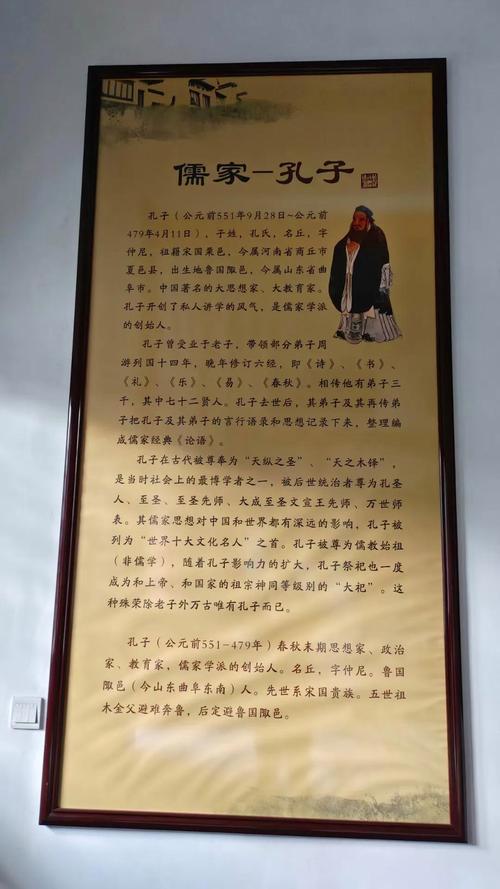 儒家-孔子
孔子（公元前551年9月28日~公元前
479年4月11日），子姓，孔氏，名丘，字
仲尼，祖籍宋国栗邑，今属河南省商丘市
夏邑县，出生地鲁国陬邑，今属山东省曲
阜市。中国著名的大思想家、大教育家。
孔子开创了私人讲学的风气，是儒家学派
的创始人。
孔子曾受业于老子，带领部分弟子周
游列国十四年，晚年修订六经，即《诗》、《书》、
《礼》、《乐》、《易》、《春秋》。相传他有弟子三
千，其中七十二贤人。孔子去世后，其弟子及其再传弟
子把孔子及其弟子的言行语录和思想记录下来，整理编
成儒家经典《论语》。
孔子在古代被尊奉为“天纵之圣”、“天之木铎”，
是当时社会上的最博学者之一，被后世统治者尊为孔圣
人、至圣、至圣先师、大成至圣文宣王先师、万世师
表。其儒家思想对中国和世界都有深远的影响，孔子被
列为“世界十大文化名人”之首。孔子被尊为儒教始祖
（非儒学），随着孔子影响力的扩大，孔子祭祀也一度
成为和上帝、和国家的祖宗神同等级别的“大祀”。这
种殊荣除老子外万古唯有孔子而已。
孔子（公元前551-479年）春秋末期思想家、政治
家、教育家，儒家学派的创始人。名丘，字仲尼。鲁国
陬邑（今山东曲阜东南）人。先世系宋国贵族。五世祖
木金父避难奔鲁，后定避鲁国陬邑。